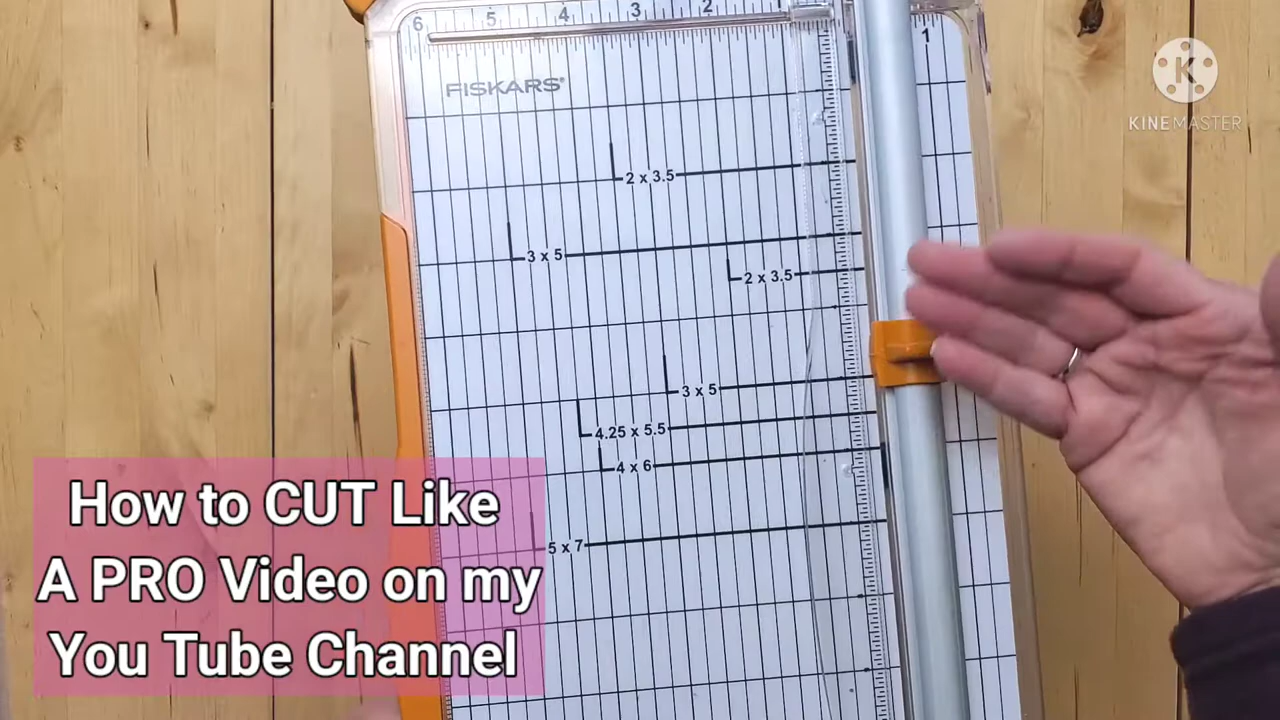 6 5 4 3 2 1
FISKARS®
K
KINEMASTER
2 x 3.5
3 x 5
2 x 3.5
3 x 5
4.25 x 5.5
4 x 6
5 x 7
How to CUT Like
A PRO Video on my
You Tube Channel